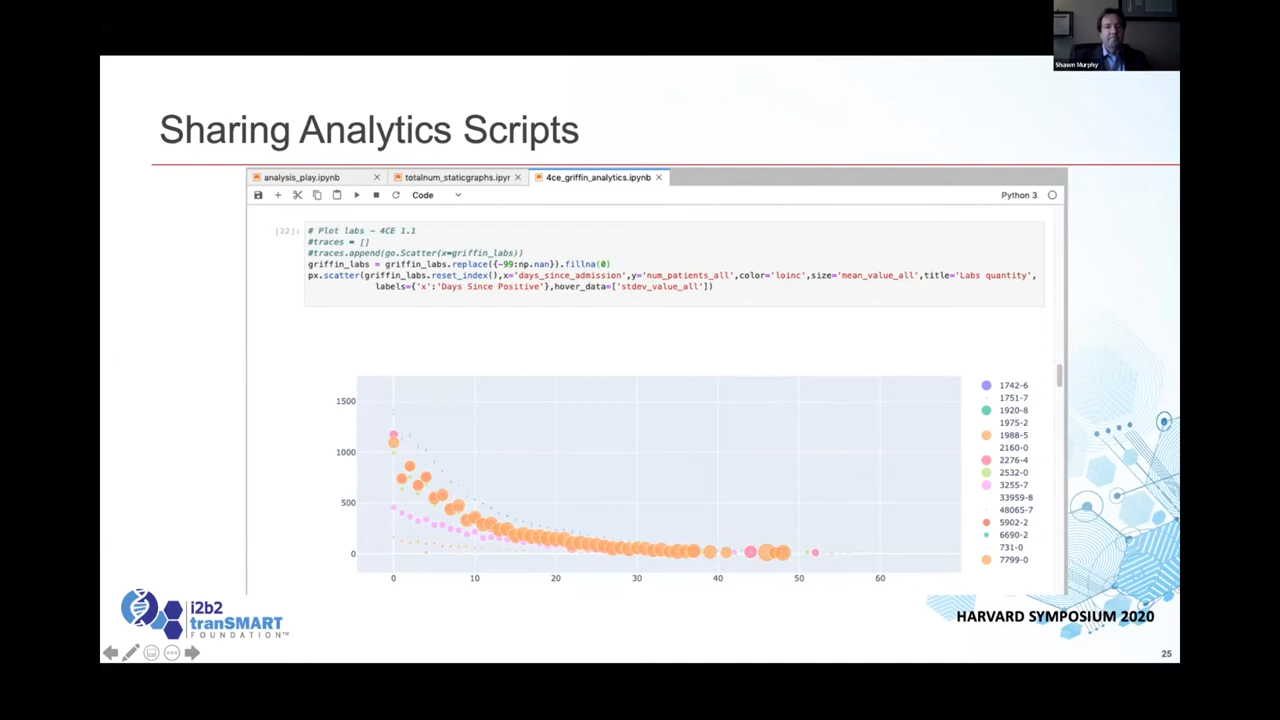 Shawn Murphy
Sharing Analytics Scripts
analysis_play.ipynb
totalnum_staticgraphs.ipyr
4ce_griffin_analytics.ipynb
Code
Python 3
[22]:
# Plot labs – 4CE 1.1
#traces = []
#traces.append(go.Scatter(x=griffin_labs))
griffin_labs = griffin_labs.replace({-99:np.nan}).fillna(0)
px.scatter(griffin_labs.reset_index(),x='days_since_admission',y='num_patients_all',color='loinc',size='mean_value_all',title='Labs quantity',
labels={'x':'Days Since Positive'},hover_data=['stdev_value_all'])
1500
1000
500
0
0 10 20 30 40 50 60
1742-6
1751-7
1920-8
1975-2
1988-5
2160-0
2276-4
2532-0
3255-7
33959-8
48065-7
5902-2
6690-2
731-0
7799-0
i2b2
tranSMART
FOUNDATION™
HARVARD SYMPOSIUM 2020
25